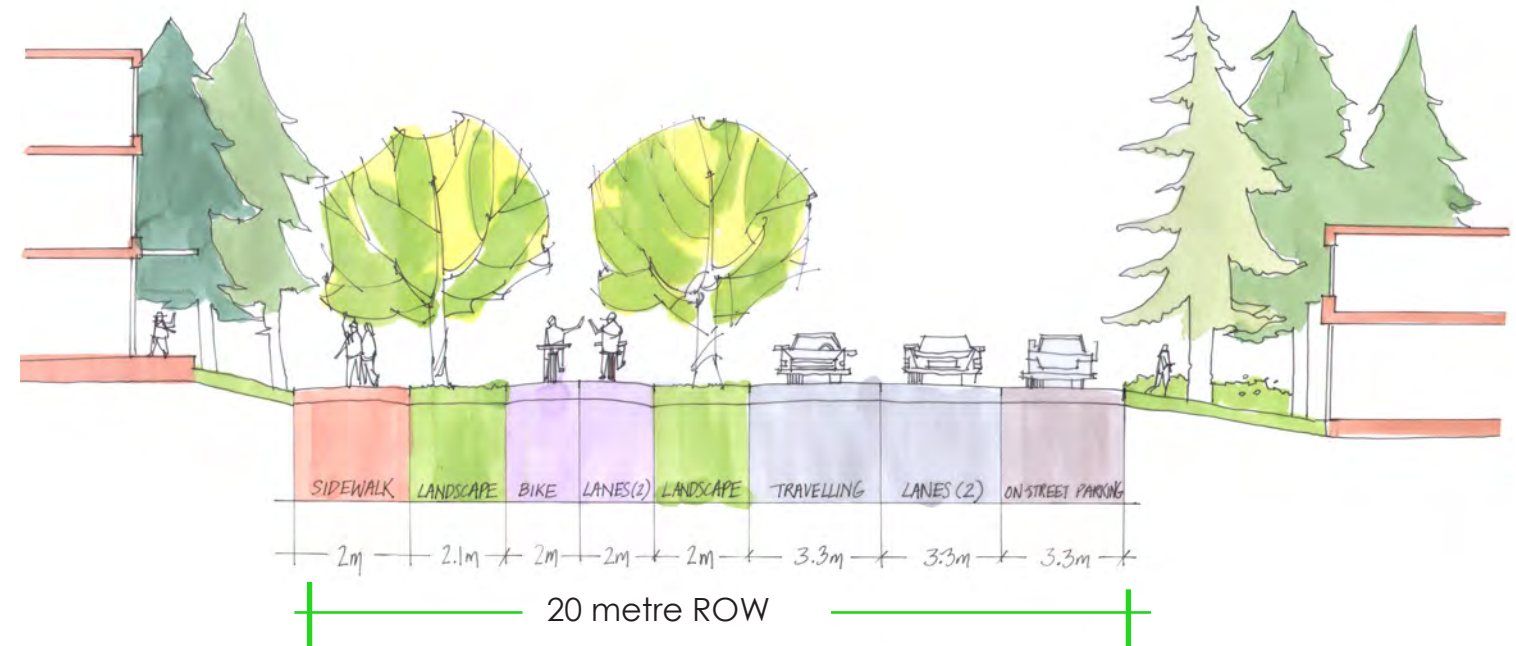 SIDEWALK LANDSCAPE BIKE LANES(2) LANDSCAPE TRAVELLING LANES (2) ON-STREET PARKING
2m 2.1m 2m 2m 2m 3.3m 3.3m 3.3m
20 metre ROW